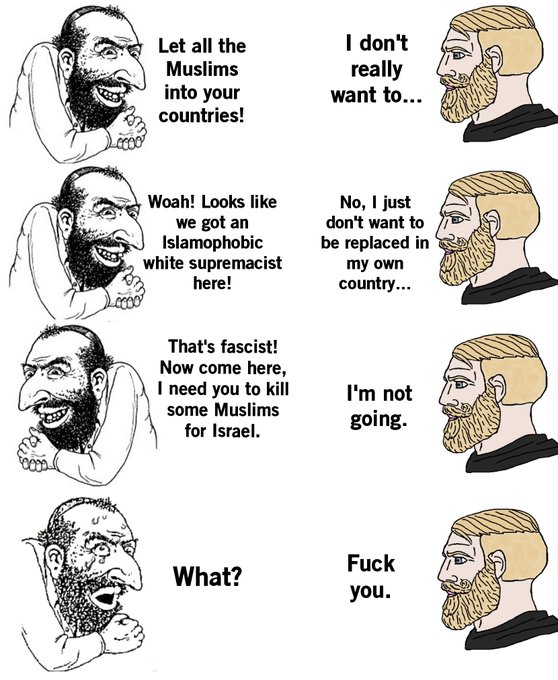 Let all the
Muslims
into your
countries!
I don't
really
want to...
Woah! Looks like
we got an
Islamophobic
white supremacist
here!
No, I just
don't want to
be replaced in
my own
country...
That's fascist!
Now come here,
I need you to kill
some Muslims
for Israel.
I'm not
going.
What?
Fuck
you.